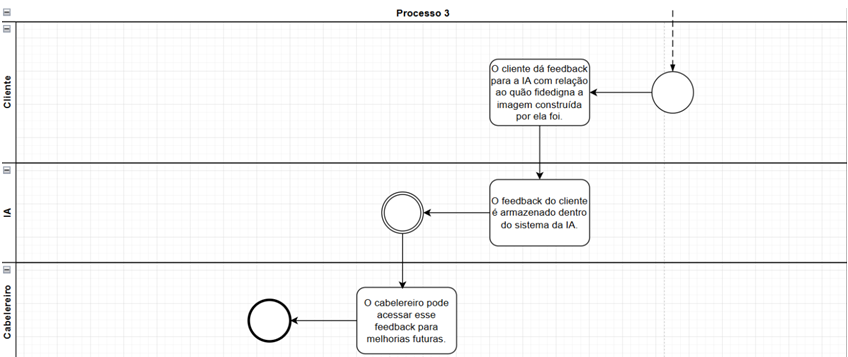 Processo 3
Cliente
O cliente dá feedback
para a IA com relação
ao quão fidedigna a
imagem construída
por ela foi.
IA
O feedback do cliente
é armazenado dentro
do sistema da IA.
Cabelereiro
O cabelereiro pode
acessar esse
feedback para
melhorias futuras.